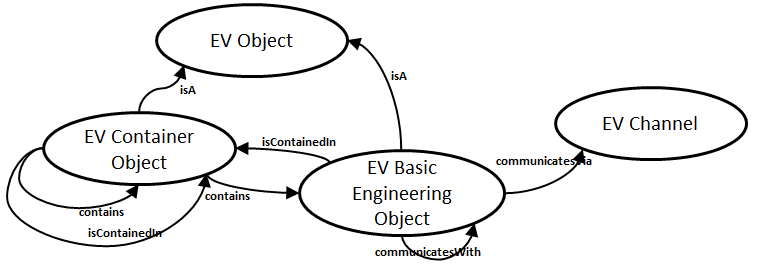 EV Object
isA
isA
EV Container
Object
isContainedIn
EV Channel
EV Basic
Engineering
Object
communicatesVia
contains
contains
isContainedIn
communicatesWith